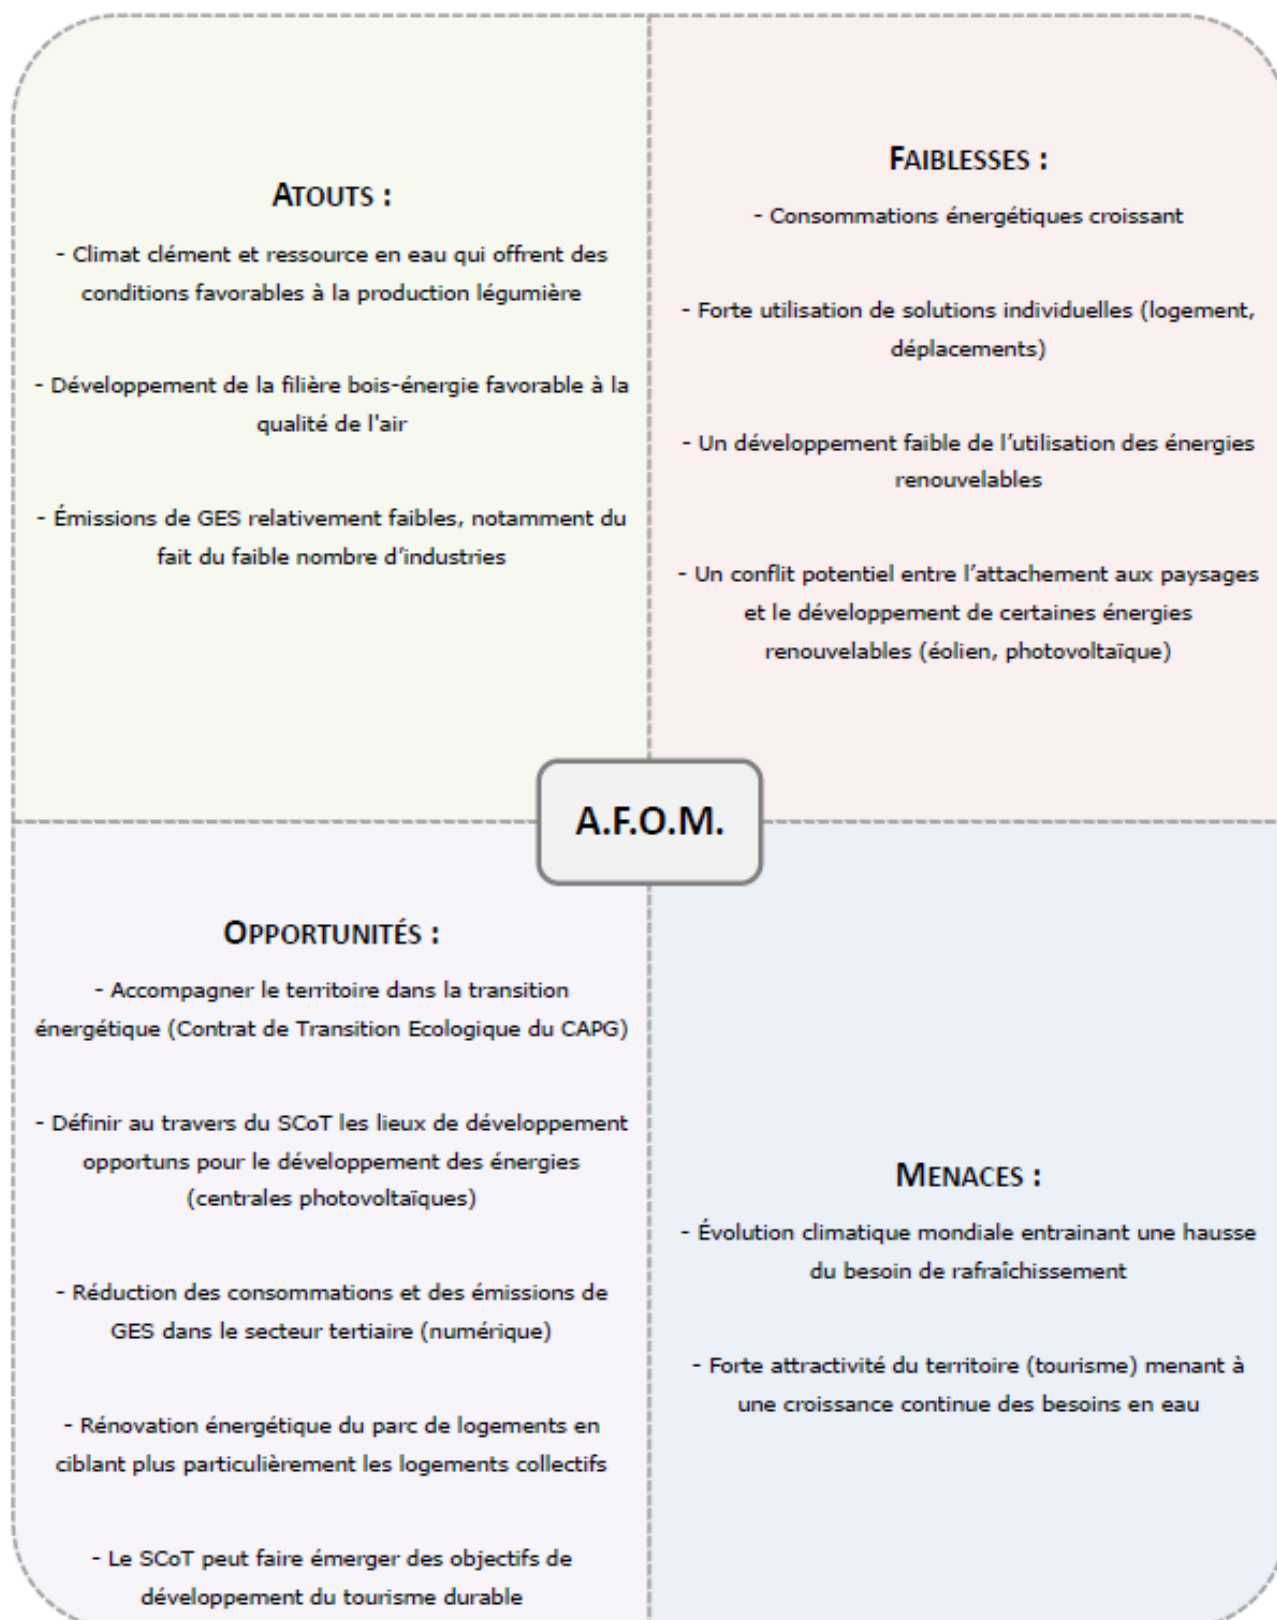 ATOUTS :
- Climat clément et ressource en eau qui offrent des
conditions favorables à la production légumière
- Développement de la filière bois-énergie favorable à la
qualité de l'air
- Émissions de GES relativement faibles, notamment du
fait du faible nombre d'industries
FAIBLESSES :
- Consommations énergétiques croissant
- Forte utilisation de solutions individuelles (logement,
déplacements)
- Un développement faible de l'utilisation des énergies
renouvelables
- Un conflit potentiel entre l'attachement aux paysages
et le développement de certaines énergies
renouvelables (éolien, photovoltaïque)
A.F.O.M.
OPPORTUNITÉS :
- Accompagner le territoire dans la transition
énergétique (Contrat de Transition Ecologique du CAPG)
- Définir au travers du SCoT les lieux de développement
opportuns pour le développement des énergies
(centrales photovoltaïques)
- Réduction des consommations et des émissions de
GES dans le secteur tertiaire (numérique)
- Rénovation énergétique du parc de logements en
ciblant plus particulièrement les logements collectifs
- Le SCoT peut faire émerger des objectifs de
développement du tourisme durable
MENACES :
- Évolution climatique mondiale entrainant une hausse
du besoin de rafraîchissement
- Forte attractivité du territoire (tourisme) menant à
une croissance continue des besoins en eau